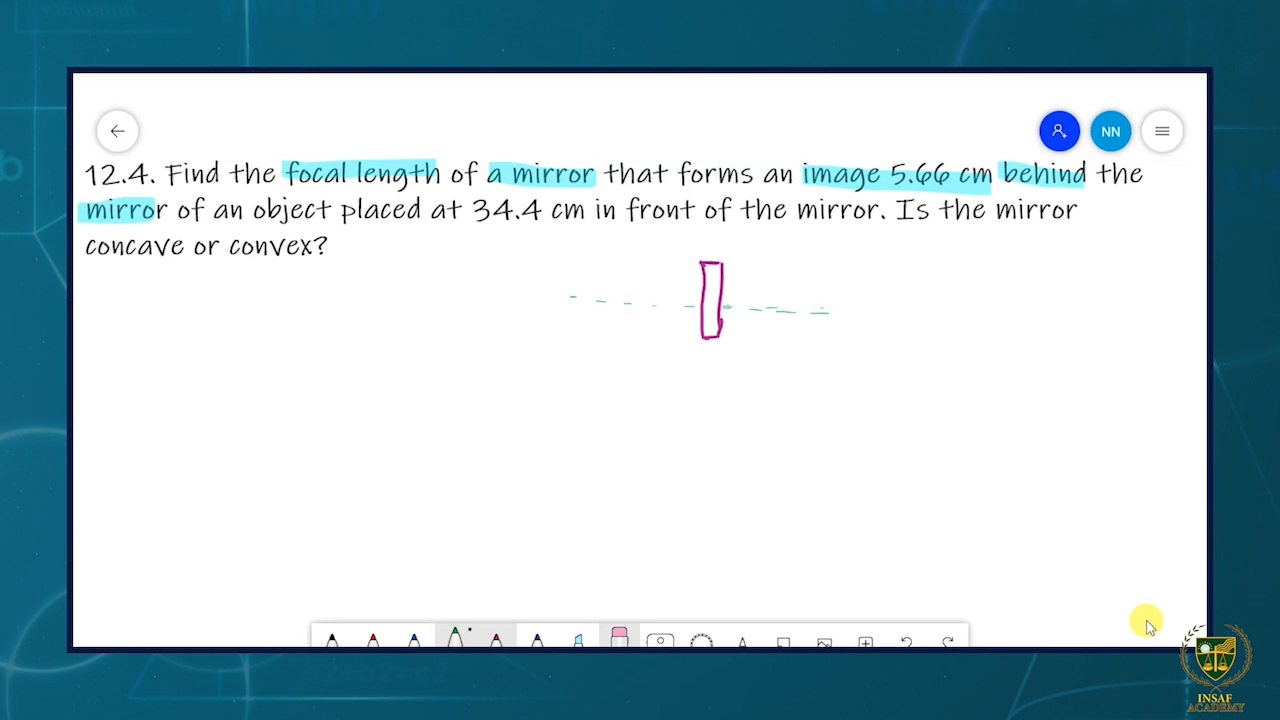 NN
12.4. Find the focal length of a mirror that forms an image 5.66 cm behind the
mirror of an object placed at 34.4 cm in front of the mirror. Is the mirror
concave or convex?
INSAF
ACADEMY